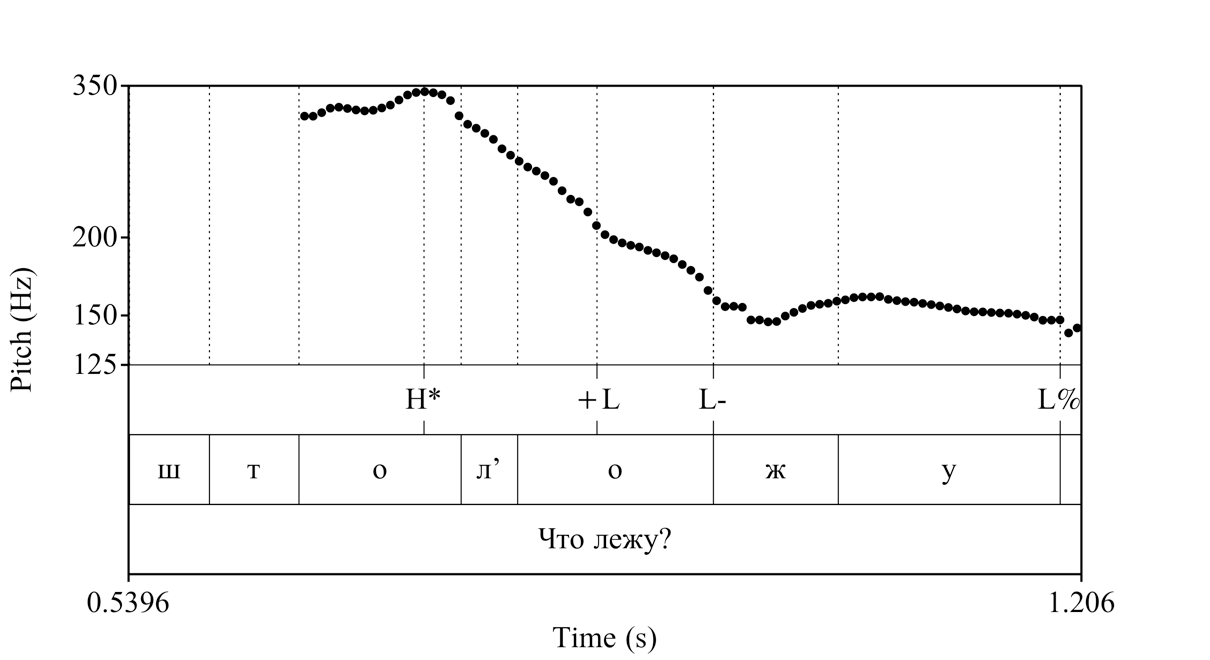 350
200
150
125
Pitch (Hz)
H* +L L- L%
ш т о л’ о ж у
Что лежу?
0.5396 1.206
Time (s)